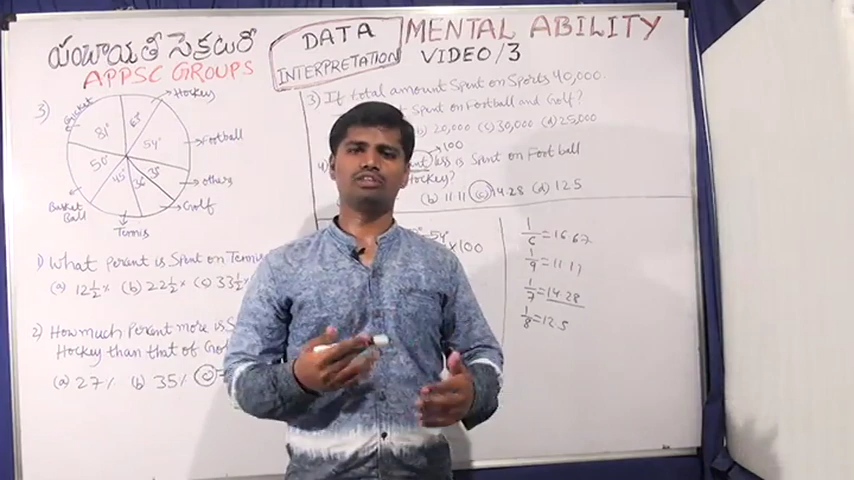 పంచాయతీ సెక్రటరీ
APPSC GROUPS
DATA
INTERPRETATION
MENTAL ABILITY
VIDEO/3
3)
Cricket
Hockey
Football
others
Golf
Tennis
Basket
Ball
81°
63°
54°
50°
45°
36
1) What Percent is Spent on Tennis
(a) 12½% (b) 22½% (c) 33⅓%
2) How much Percent more is S
Hockey than that of Go
(a) 27% (b) 35% (c)
3) If total amount Spent on Sports 40,000.
Spent on Football and Golf?
(b) 20,000 (c) 30,000 (d) 25,000
100
4)
less is Spent on Football
Hockey?
(b) 11.11 (c) 14.28 (d) 12.5
54°
×100
1/6 = 16.67
1/9 = 11.11
1/7 = 14.28
1/8 = 12.5